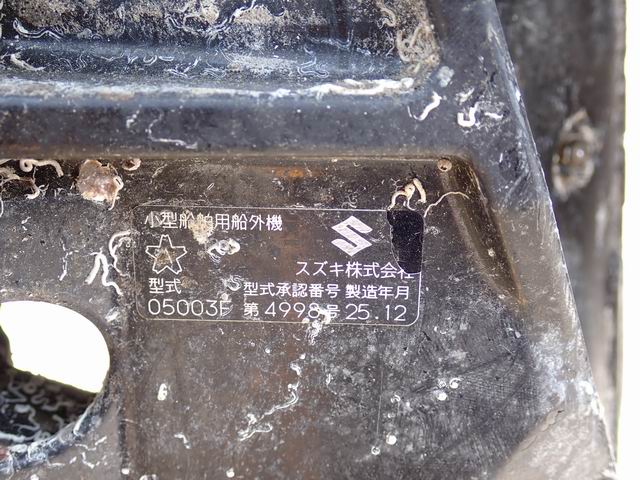 小型船舶用船外機
スズキ株式会社
型式 型式承認番号 製造年月
05003F 第4998号 25.12